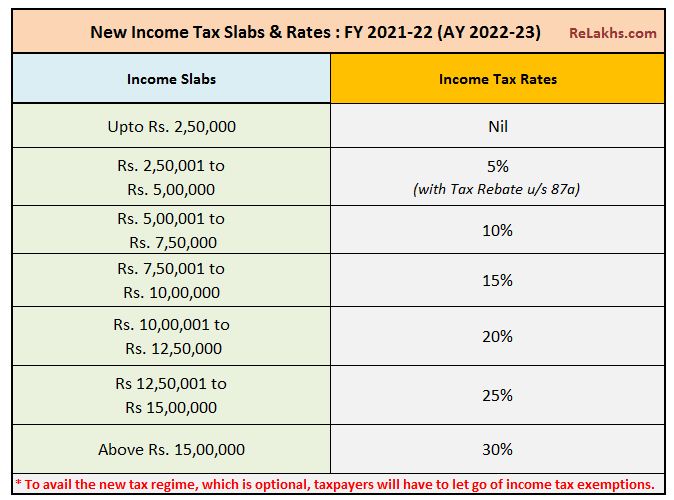 New Income Tax Slabs & Rates : FY 2021-22 (AY 2022-23) ReLakhs.com
Income Slabs Income Tax Rates
Upto Rs. 2,50,000 Nil
Rs. 2,50,001 to
Rs. 5,00,000
5%
(with Tax Rebate u/s 87a)
Rs. 5,00,001 to
Rs. 7,50,000
10%
Rs. 7,50,001 to
Rs. 10,00,000
15%
Rs. 10,00,001 to
Rs. 12,50,000
20%
Rs 12,50,001 to
Rs 15,00,000
25%
Above Rs. 15,00,000 30%
* To avail the new tax regime, which is optional, taxpayers will have to let go of income tax exemptions.